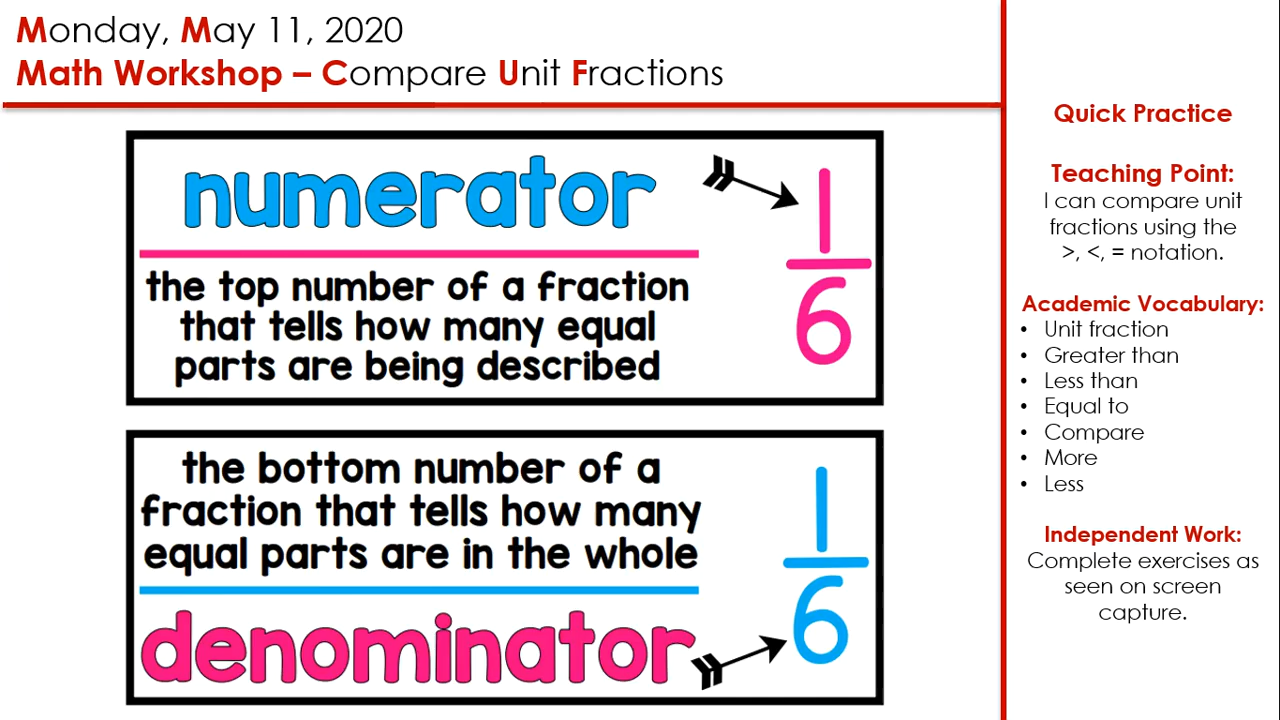 Monday, May 11, 2020
Math Workshop – Compare Unit Fractions
numerator
the top number of a fraction
that tells how many equal
parts are being described
1
6
the bottom number of a
fraction that tells how many
equal parts are in the whole
denominator
1
6
Quick Practice
Teaching Point:
I can compare unit
fractions using the
>, <, = notation.
Academic Vocabulary:
• Unit fraction
• Greater than
• Less than
• Equal to
• Compare
• More
• Less
Independent Work:
Complete exercises as
seen on screen
capture.